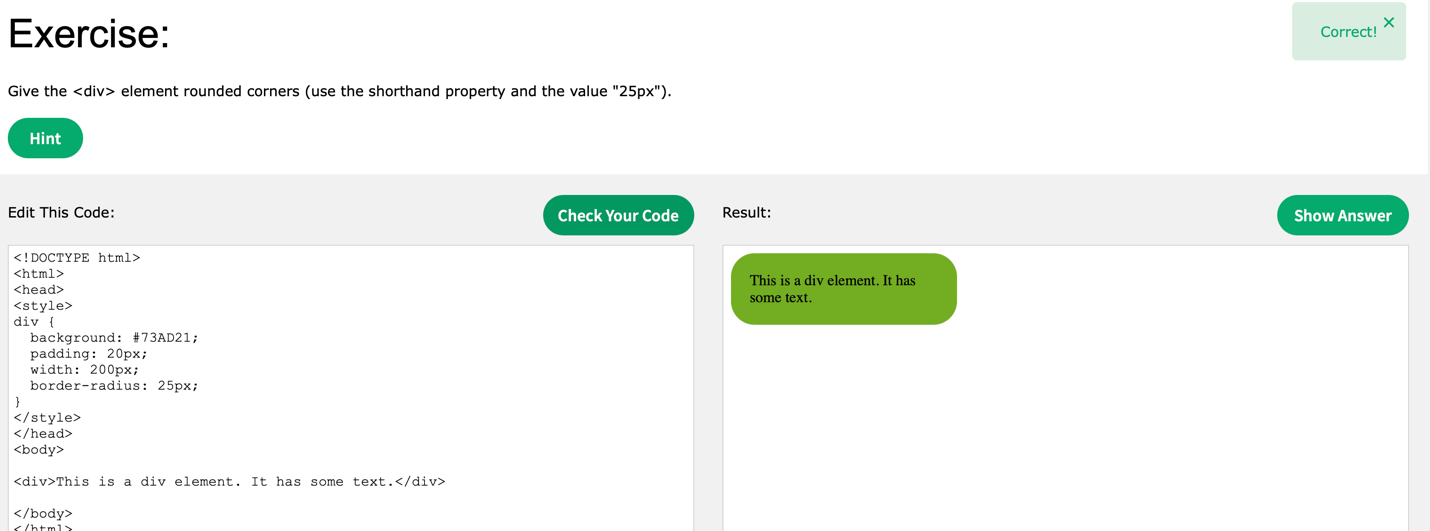 Exercise:
Correct!
×
Give the <div> element rounded corners (use the shorthand property and the value "25px").
Hint
Edit This Code:
Check Your Code
<!DOCTYPE html>
<html>
<head>
<style>
div {
  background: #73AD21;
  padding: 20px;
  width: 200px;
  border-radius: 25px;
}
</style>
</head>
<body>
<div>This is a div element. It has some text.</div>
</body>
</html>
Result:
Show Answer
This is a div element. It has
some text.